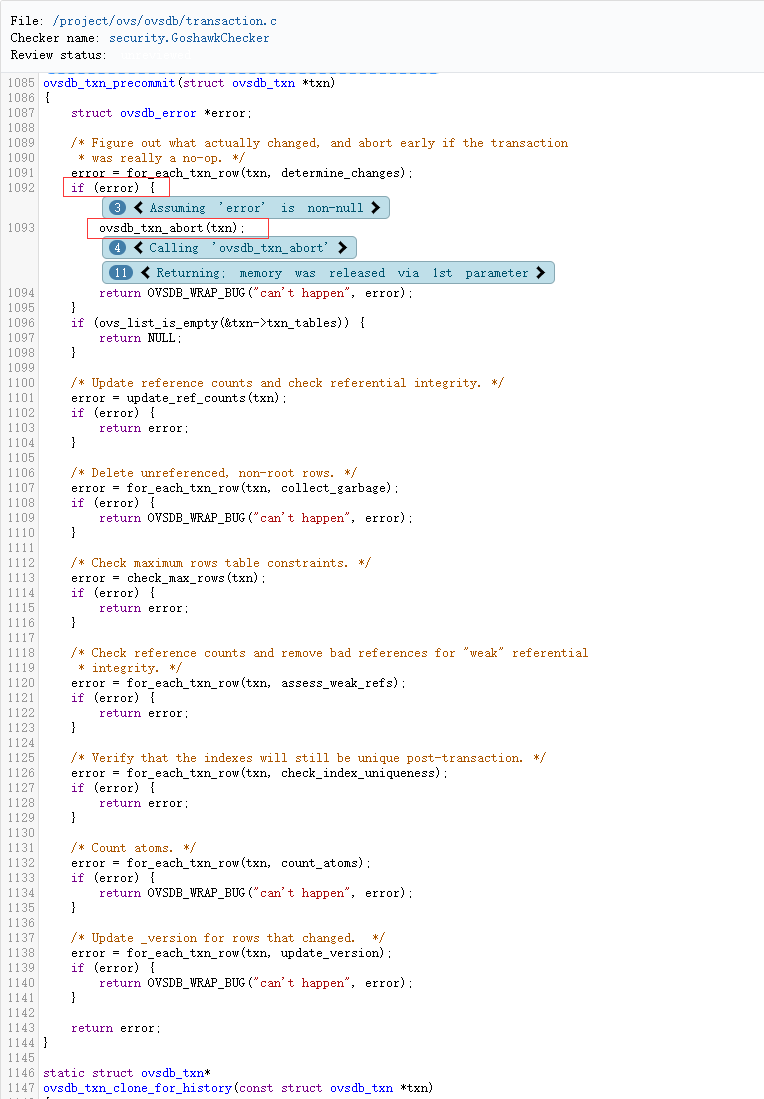 File: /project/ovs/ovsdb/transaction.c
Checker name: security.GoshawkChecker
Review status:
1085 ovsdb_txn_precommit(struct ovsdb_txn *txn)
1086 {
1087     struct ovsdb_error *error;
1088
1089     /* Figure out what actually changed, and abort early if the transaction
1090      * was really a no-op. */
1091     error = for_each_txn_row(txn, determine_changes);
1092     if (error) {
3 Assuming 'error' is non-null
1093         ovsdb_txn_abort(txn);
4 Calling 'ovsdb_txn_abort'
11 Returning; memory was released via 1st parameter
1094         return OVSDB_WRAP_BUG("can't happen", error);
1095     }
1096     if (ovs_list_is_empty(&txn->txn_tables)) {
1097         return NULL;
1098     }
1099
1100     /* Update reference counts and check referential integrity. */
1101     error = update_ref_counts(txn);
1102     if (error) {
1103         return error;
1104     }
1105
1106     /* Delete unreferenced, non-root rows. */
1107     error = for_each_txn_row(txn, collect_garbage);
1108     if (error) {
1109         return OVSDB_WRAP_BUG("can't happen", error);
1110     }
1111
1112     /* Check maximum rows table constraints. */
1113     error = check_max_rows(txn);
1114     if (error) {
1115         return error;
1116     }
1117
1118     /* Check reference counts and remove bad references for "weak" referential
1119      * integrity. */
1120     error = for_each_txn_row(txn, assess_weak_refs);
1121     if (error) {
1122         return error;
1123     }
1124
1125     /* Verify that the indexes will still be unique post-transaction. */
1126     error = for_each_txn_row(txn, check_index_uniqueness);
1127     if (error) {
1128         return error;
1129     }
1130
1131     /* Count atoms. */
1132     error = for_each_txn_row(txn, count_atoms);
1133     if (error) {
1134         return OVSDB_WRAP_BUG("can't happen", error);
1135     }
1136
1137     /* Update _version for rows that changed.  */
1138     error = for_each_txn_row(txn, update_version);
1139     if (error) {
1140         return OVSDB_WRAP_BUG("can't happen", error);
1141     }
1142
1143     return error;
1144 }
1145
1146 static struct ovsdb_txn*
1147 ovsdb_txn_clone_for_history(const struct ovsdb_txn *txn)